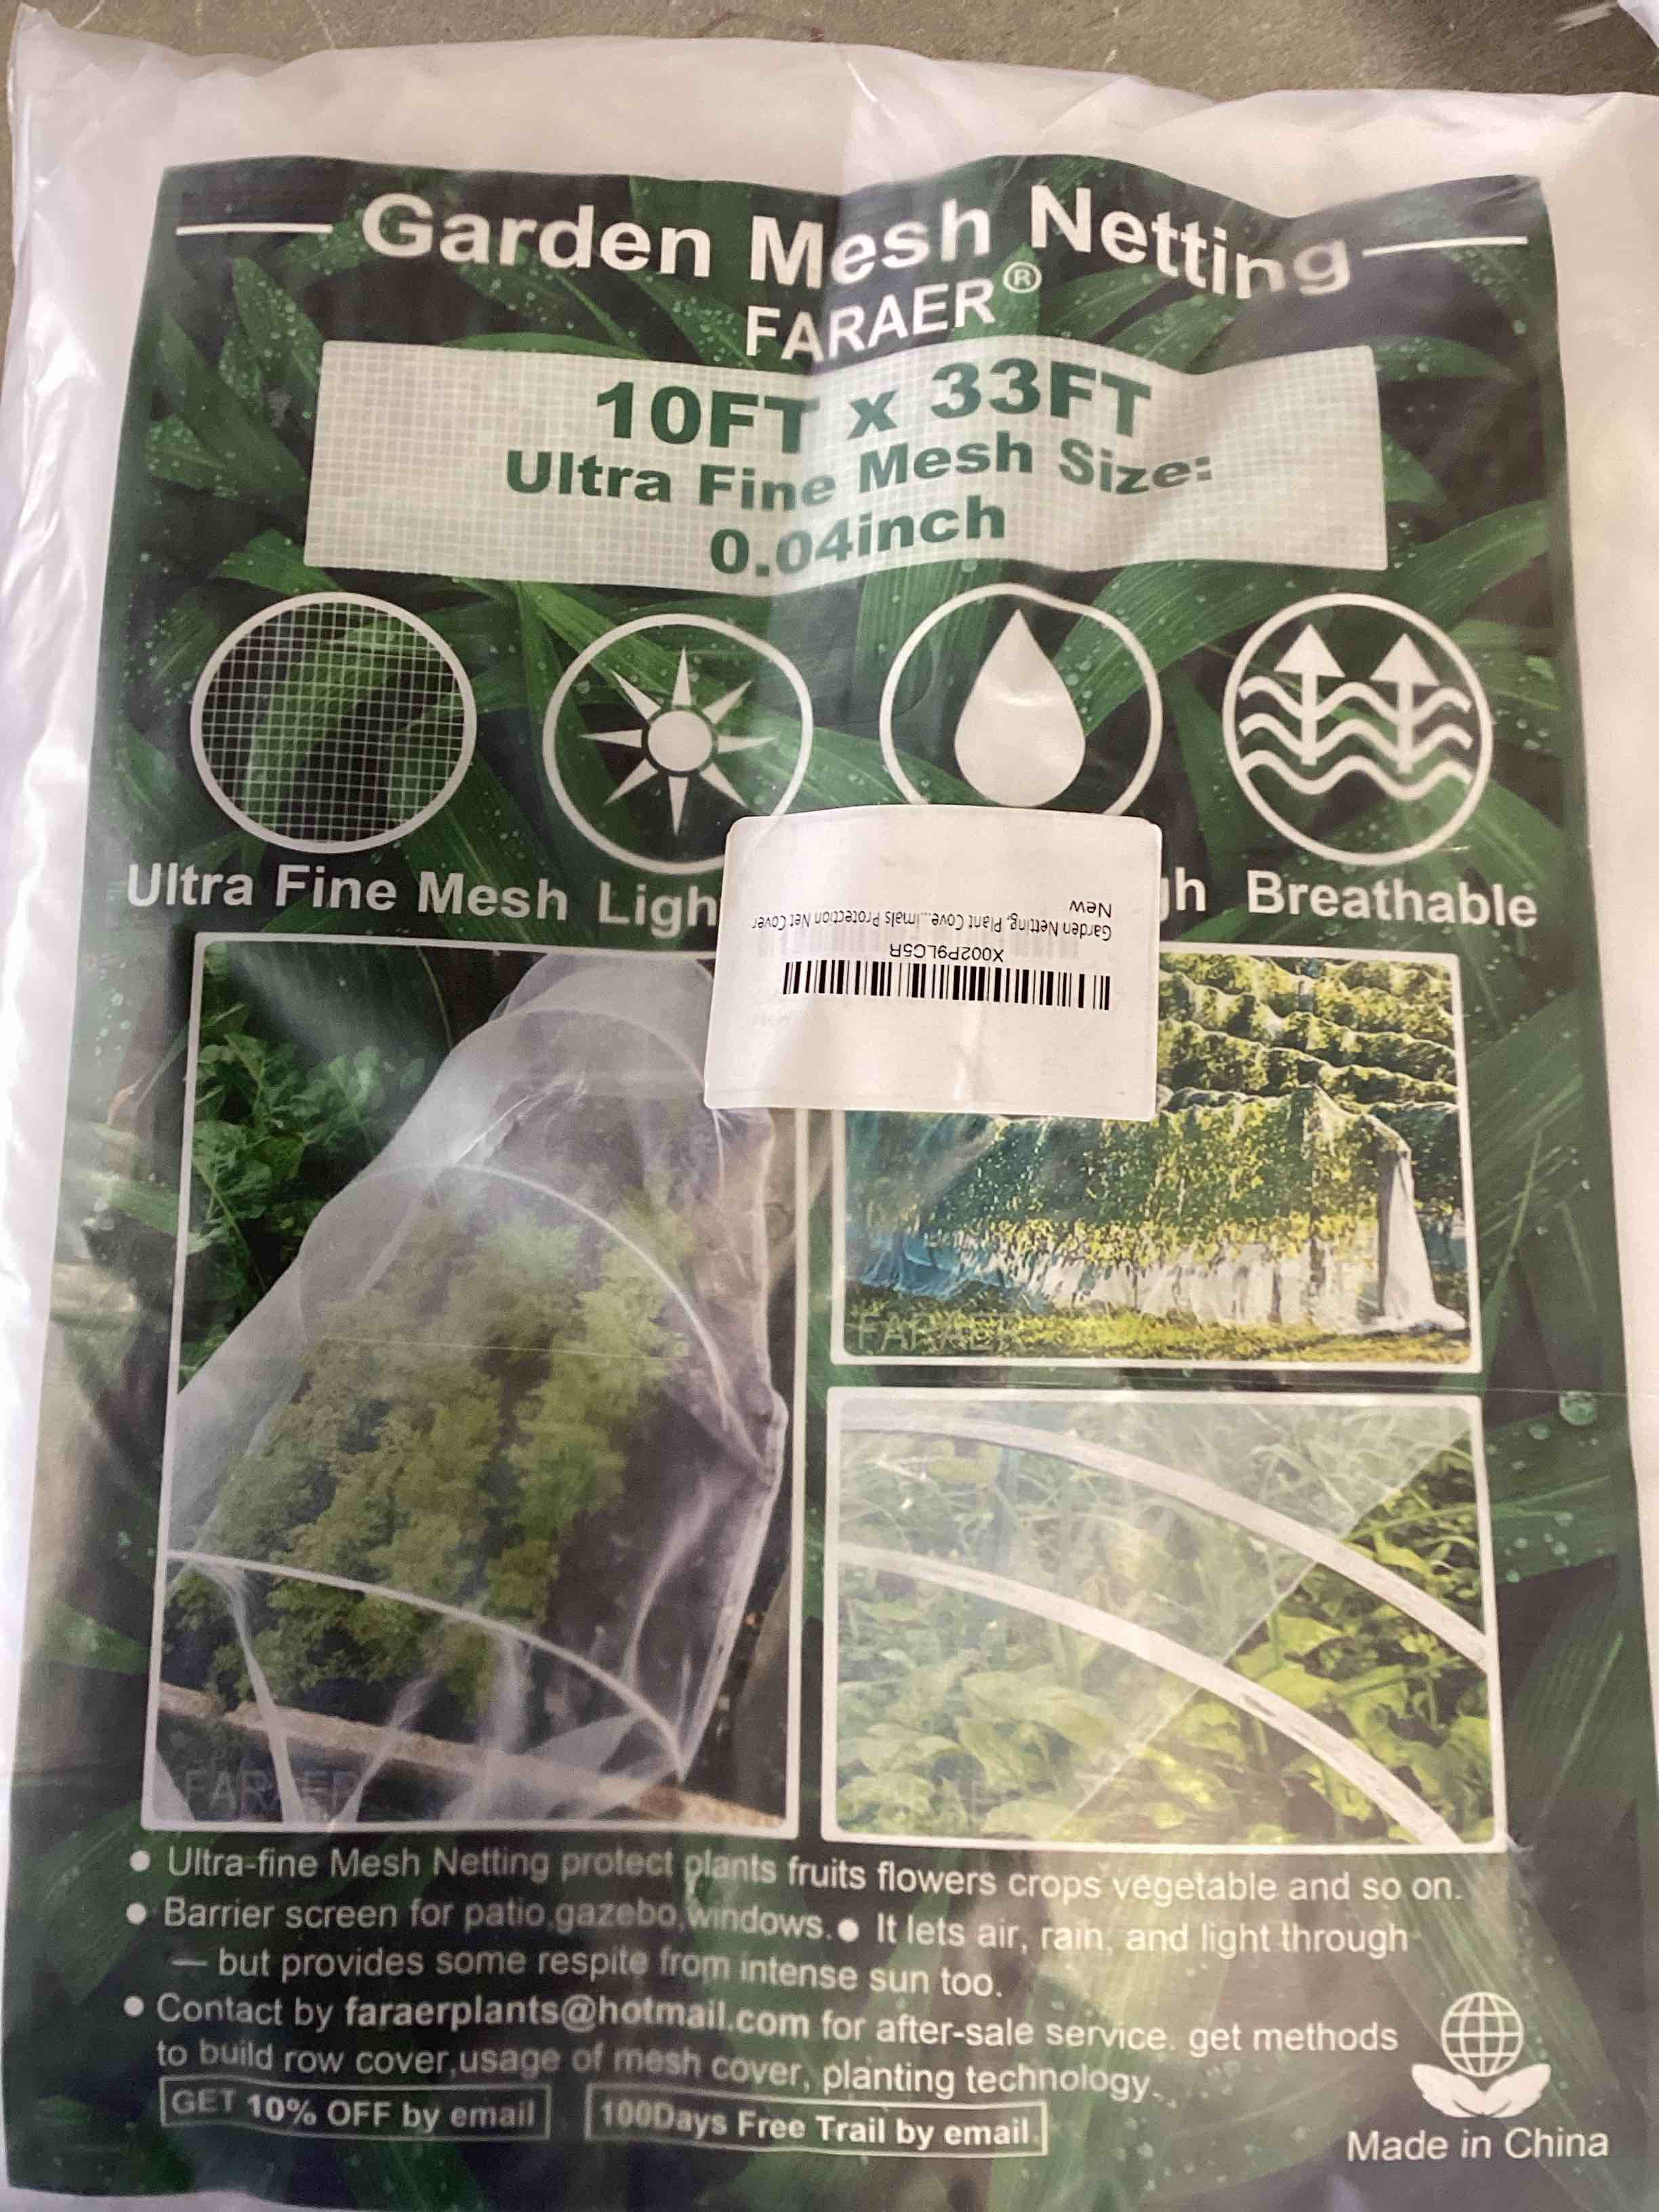 Garden Mesh Netting
FARAER®
10FT x 33FT
Ultra Fine Mesh Size:
0.04inch
Ultra Fine Mesh Ligh gh Breathable
New
Garden Netting, Plant Cove...imals Protection Net Cover
X002P9LC5R
FARAER
FARAER
● Ultra-fine Mesh Netting protect plants fruits flowers crops vegetable and so on.
● Barrier screen for patio,gazebo,windows. ● It lets air, rain, and light through
— but provides some respite from intense sun too.
● Contact by faraerplants@hotmail.com for after-sale service. get methods
to build row cover,usage of mesh cover, planting technology.
GET 10% OFF by email 100Days Free Trail by email
Made in China